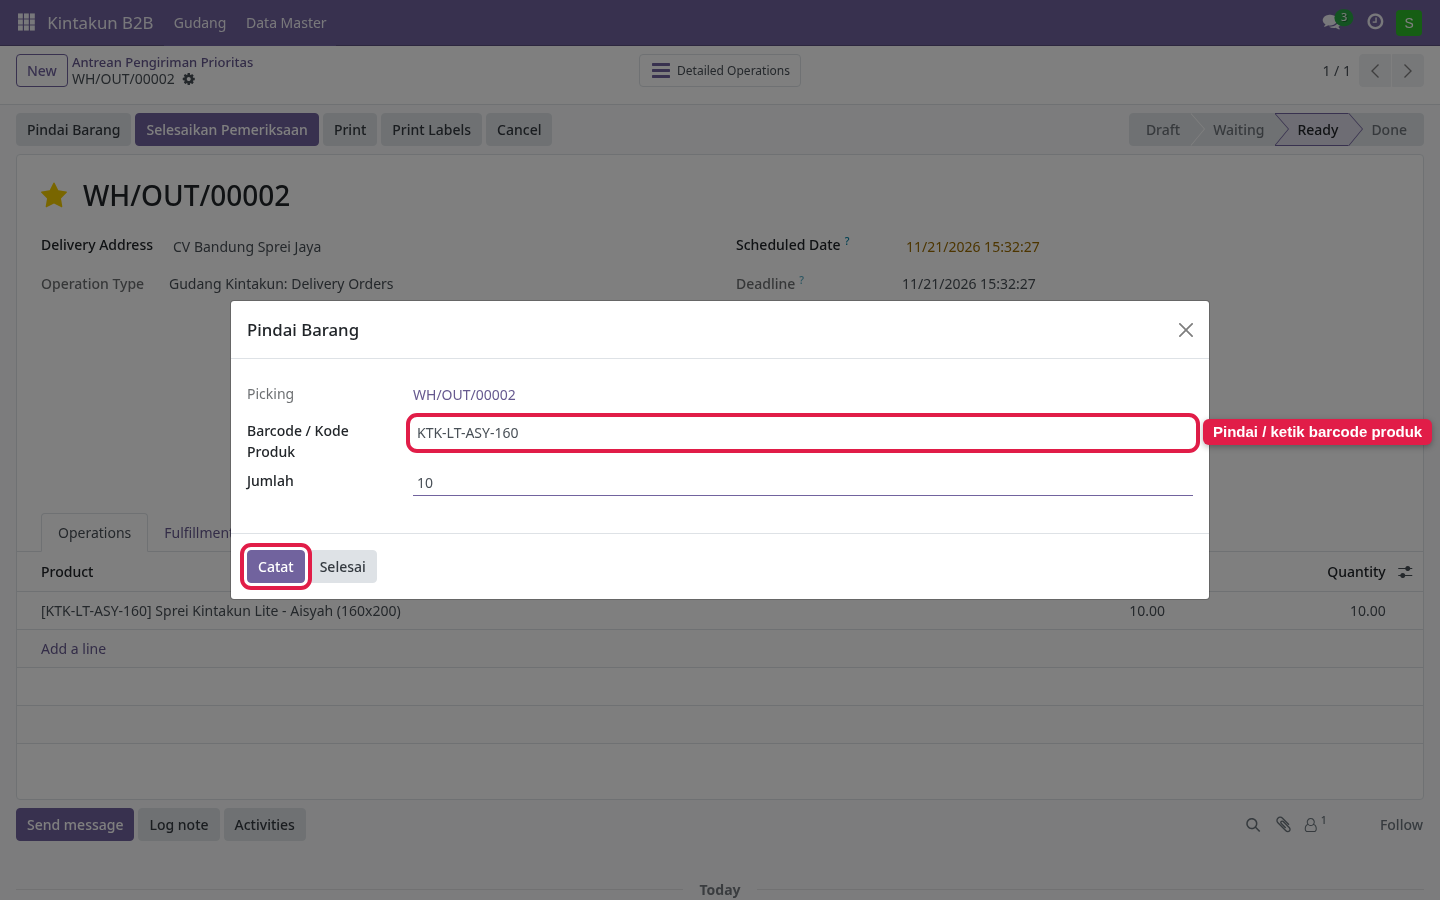 Kintakun B2B Gudang Data Master 3 S
New Antrean Pengiriman Prioritas
WH/OUT/00002
Detailed Operations
1 / 1
Pindai Barang Selesaikan Pemeriksaan Print Print Labels Cancel Draft Waiting Ready Done
WH/OUT/00002
Delivery Address CV Bandung Sprei Jaya Scheduled Date ? 11/21/2026 15:32:27
Operation Type Gudang Kintakun: Delivery Orders Deadline ? 11/21/2026 15:32:27
Pindai Barang
Picking WH/OUT/00002
Barcode / Kode Produk KTK-LT-ASY-160 Pindai / ketik barcode produk
Jumlah 10
Catat Selesai
Operations Fulfillment
Product Quantity
[KTK-LT-ASY-160] Sprei Kintakun Lite - Aisyah (160x200) 10.00 10.00
Add a line
Send message Log note Activities 1 Follow
Today